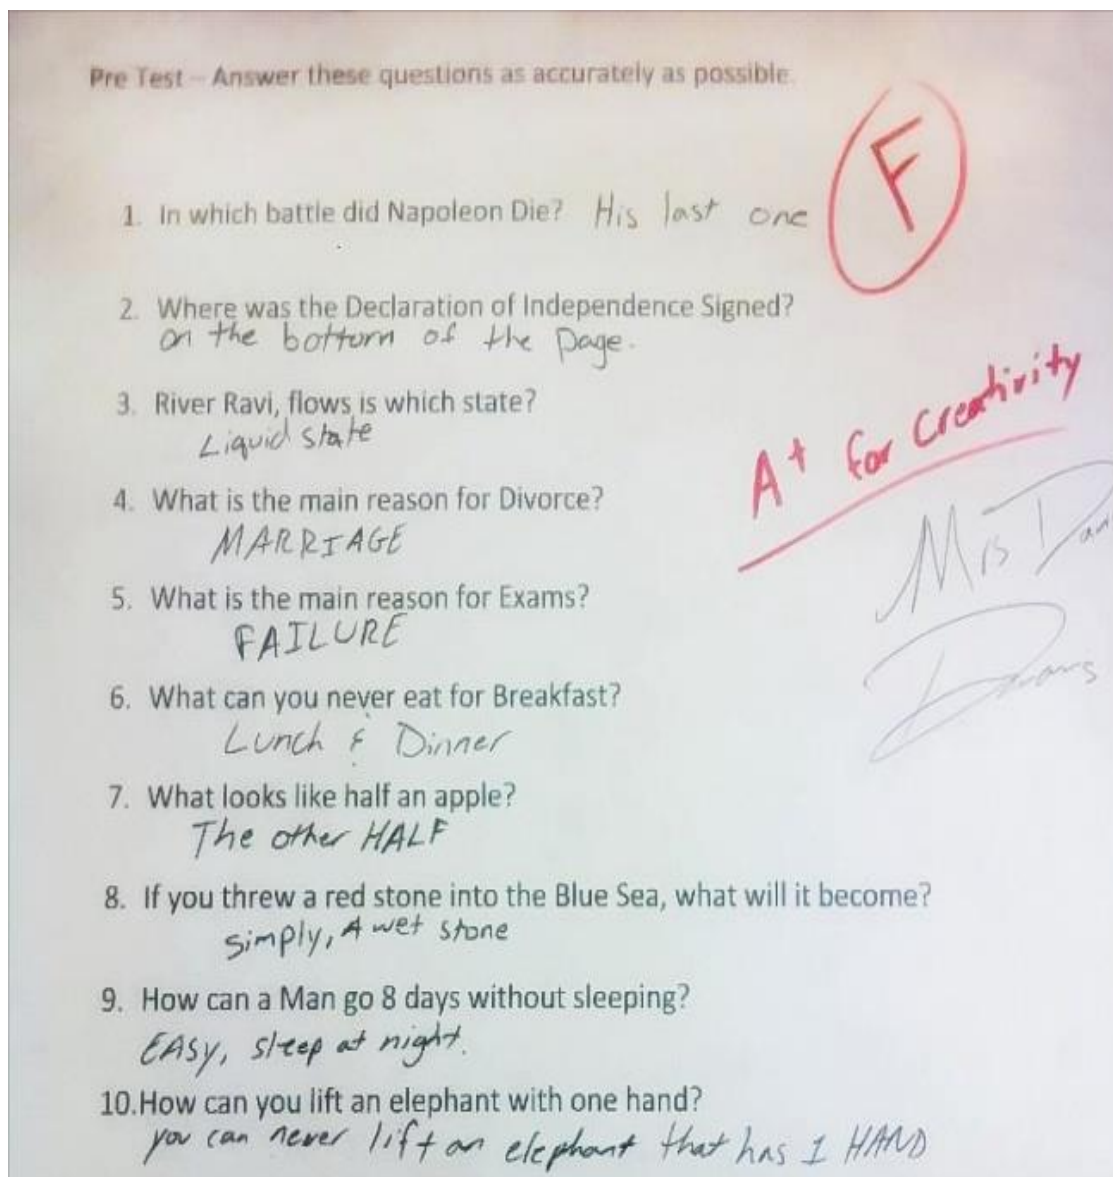 Pre Test - Answer these questions as accurately as possible.
F
1. In which battle did Napoleon Die? His last one
2. Where was the Declaration of Independence Signed?
on the bottom of the page.
3. River Ravi, flows is which state?
Liquid state
A+ for Creativity
4. What is the main reason for Divorce?
MARRIAGE
Mrs
5. What is the main reason for Exams?
FAILURE
6. What can you never eat for Breakfast?
Lunch & Dinner
7. What looks like half an apple?
The other HALF
8. If you threw a red stone into the Blue Sea, what will it become?
simply, A wet stone
9. How can a Man go 8 days without sleeping?
EASY, sleep at night.
10.How can you lift an elephant with one hand?
you can never lift an elephant that has 1 HAND